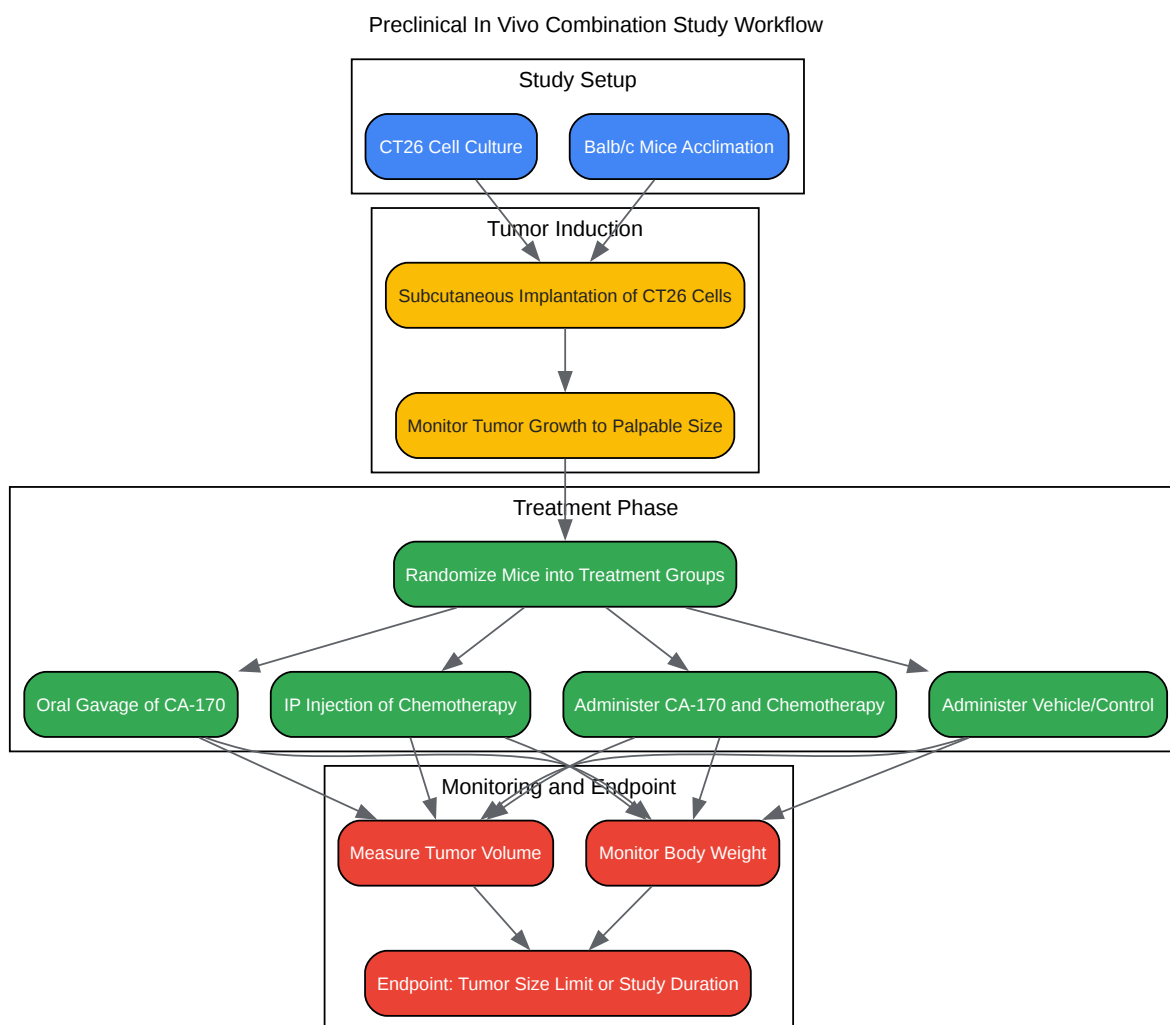 Preclinical In Vivo Combination Study Workflow
Study Setup
CT26 Cell Culture
Balb/c Mice Acclimation
Tumor Induction
Subcutaneous Implantation of CT26 Cells
Monitor Tumor Growth to Palpable Size
Treatment Phase
Randomize Mice into Treatment Groups
Oral Gavage of CA-170
IP Injection of Chemotherapy
Administer CA-170 and Chemotherapy
Administer Vehicle/Control
Monitoring and Endpoint
Measure Tumor Volume
Monitor Body Weight
Endpoint: Tumor Size Limit or Study Duration